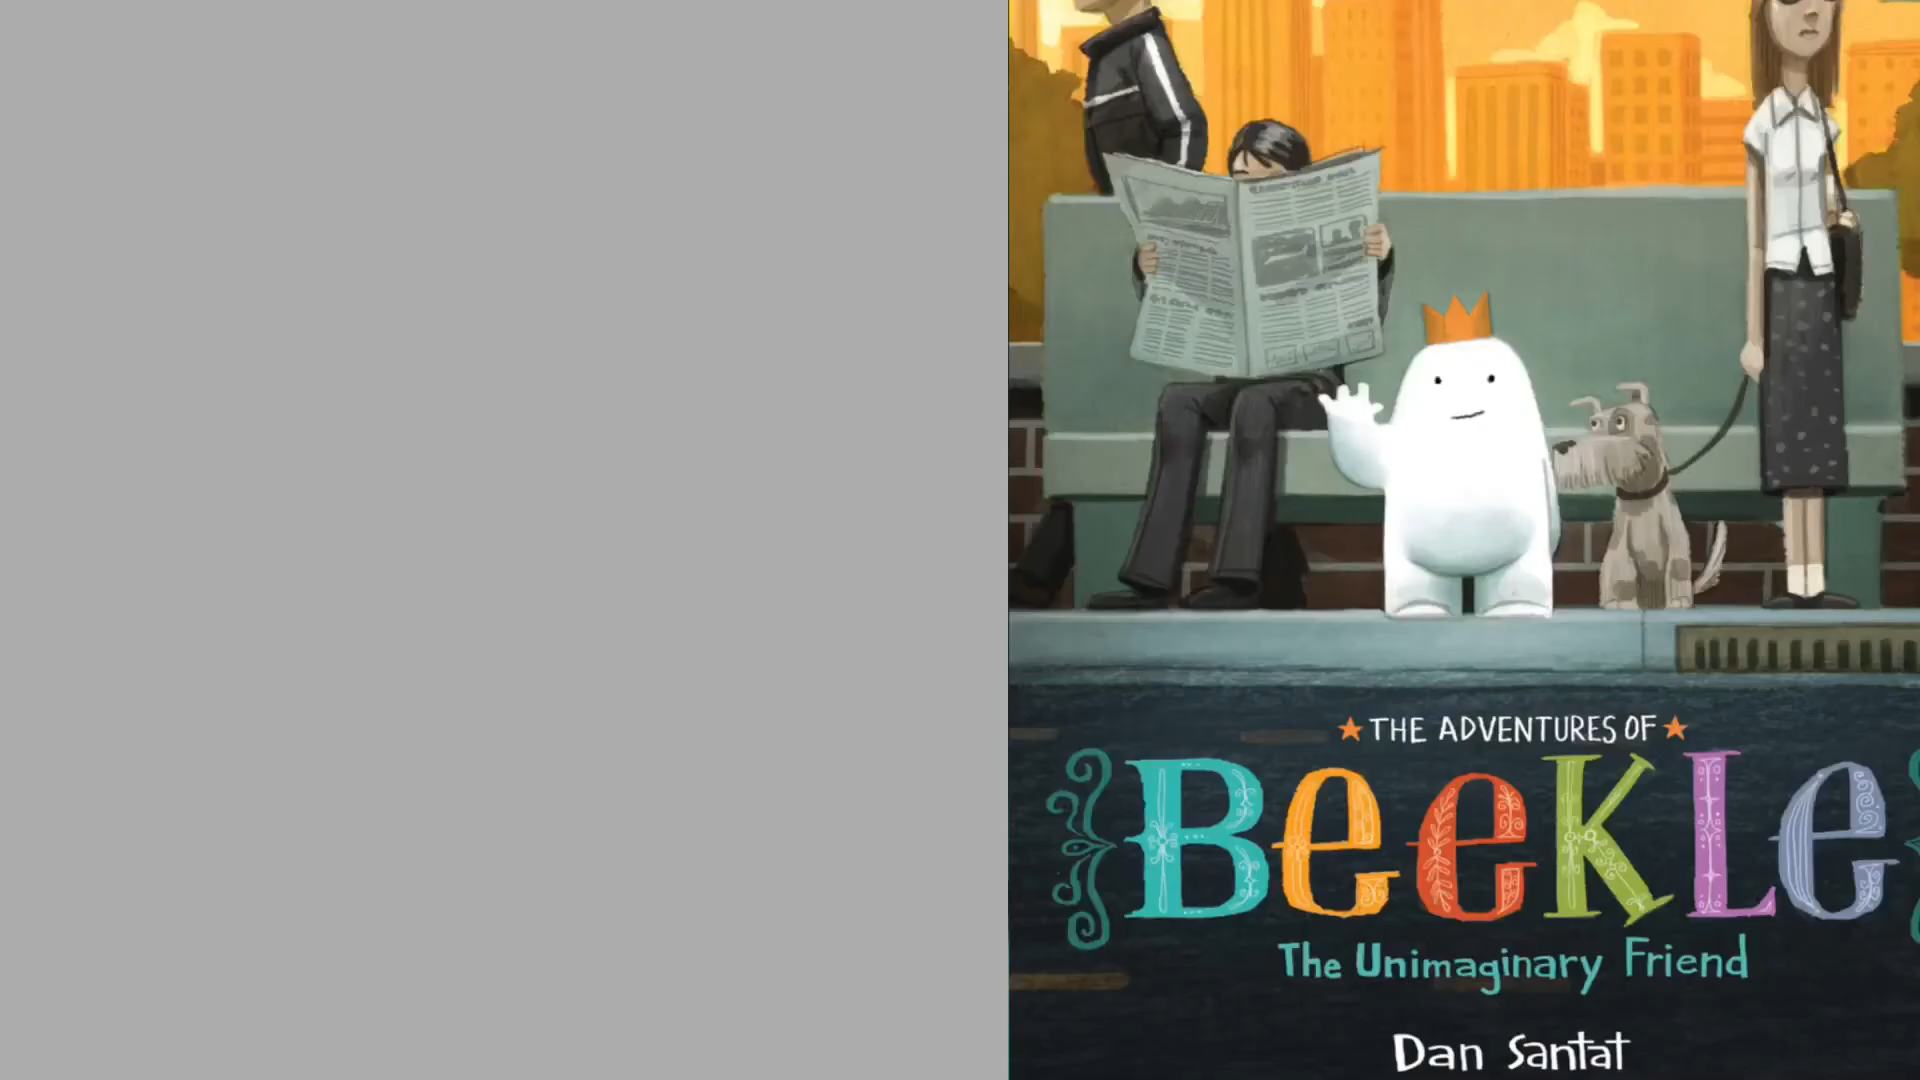 THE ADVENTURES OF
BeeKLe
The Unimaginary Friend
Dan Santat